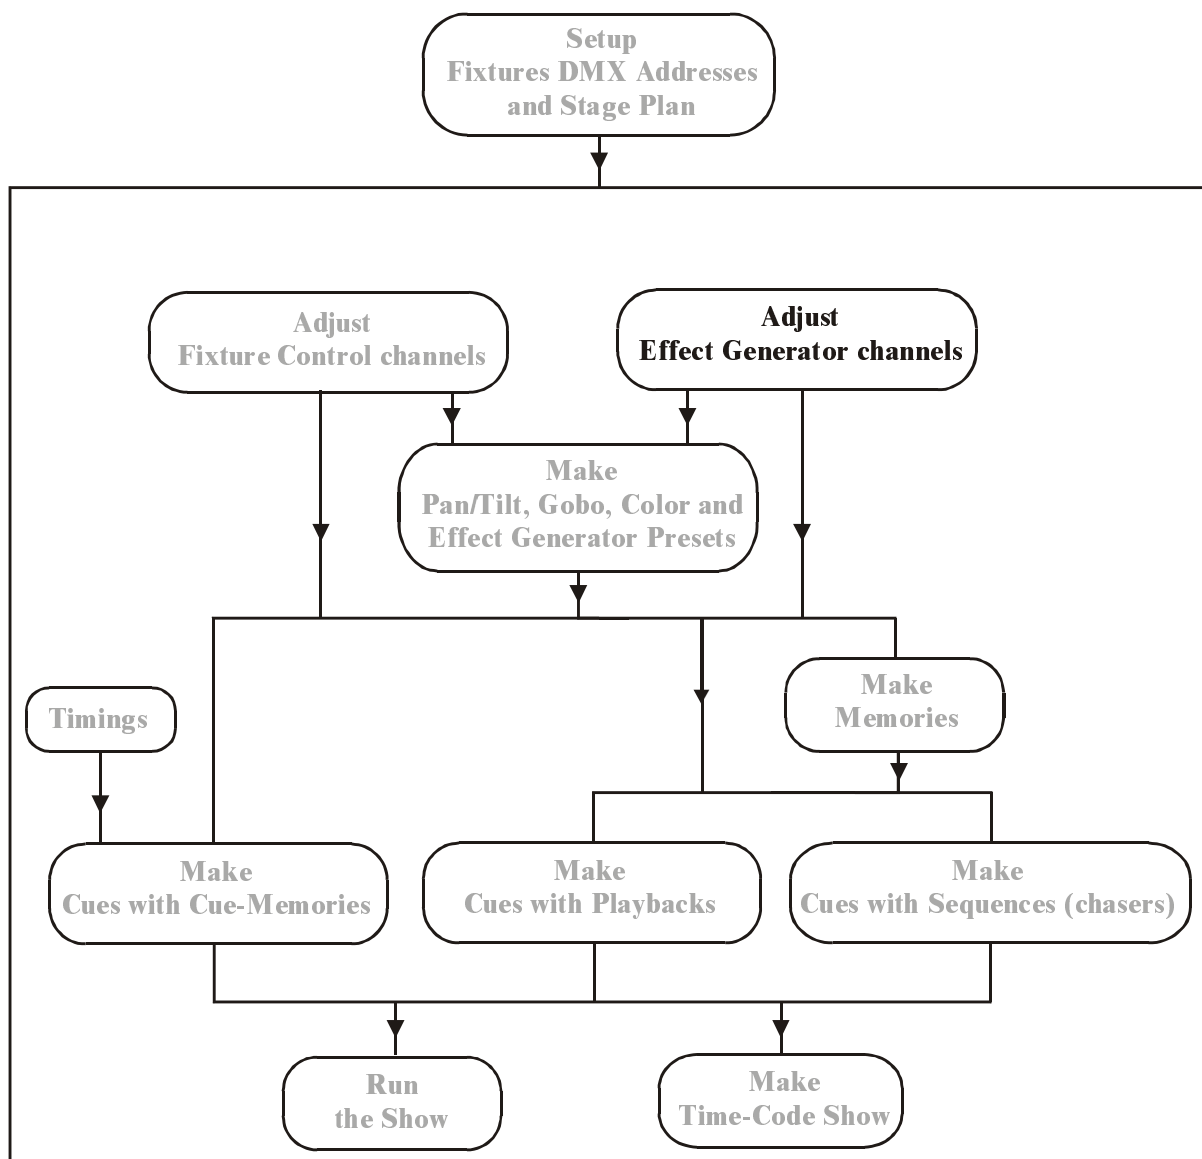 Setup
Fixtures DMX Addresses
and Stage Plan
Adjust
Fixture Control channels
Adjust
Effect Generator channels
Make
Pan/Tilt, Gobo, Color and
Effect Generator Presets
Make
Memories
Timings
Make
Cues with Cue-Memories
Make
Cues with Playbacks
Make
Cues with Sequences (chasers)
Run
the Show
Make
Time-Code Show